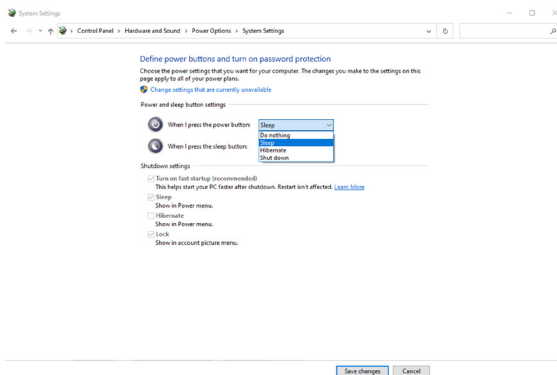 System Settings
Control Panel > Hardware and Sound > Power Options > System Settings
Define power buttons and turn on password protection
Choose the power settings that you want for your computer. The changes you make to the settings on this
page apply to all of your power plans.
Change settings that are currently unavailable
Power and sleep button settings
When I press the power button: Sleep
Do nothing
Sleep
When I press the sleep button: Hibernate
Shut down
Shutdown settings
Turn on fast startup (recommended)
This helps start your PC faster after shutdown. Restart isn't affected. Learn More
Sleep
Show in Power menu.
Hibernate
Show in Power menu.
Lock
Show in account picture menu.
Save changes Cancel